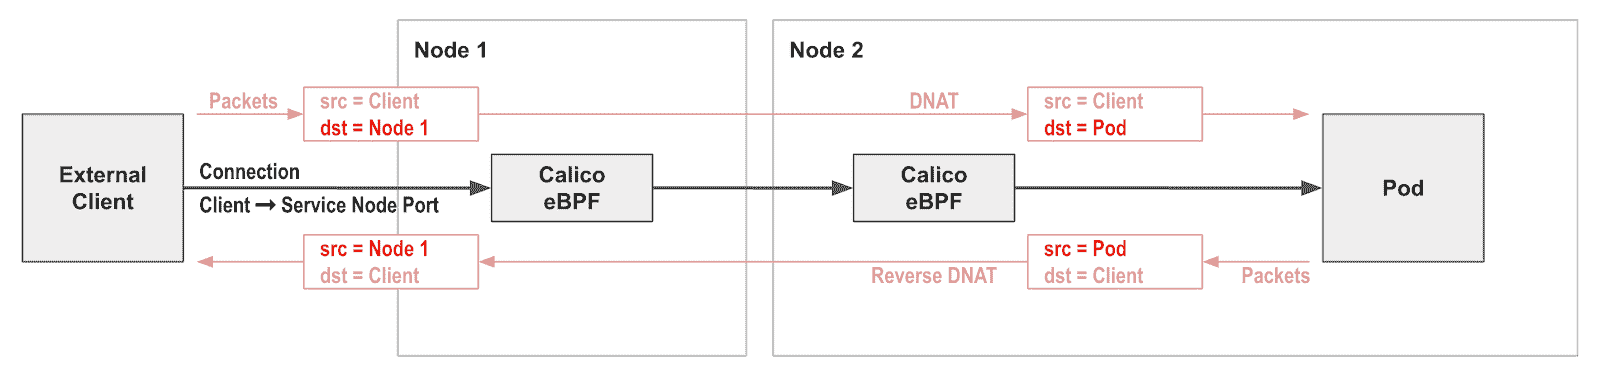 Node 1
Node 2
Packets
src = Client
dst = Node 1
DNAT
src = Client
dst = Pod
External
Client
Connection
Client → Service Node Port
Calico
eBPF
Calico
eBPF
Pod
src = Node 1
dst = Client
Reverse DNAT
src = Pod
dst = Client
Packets